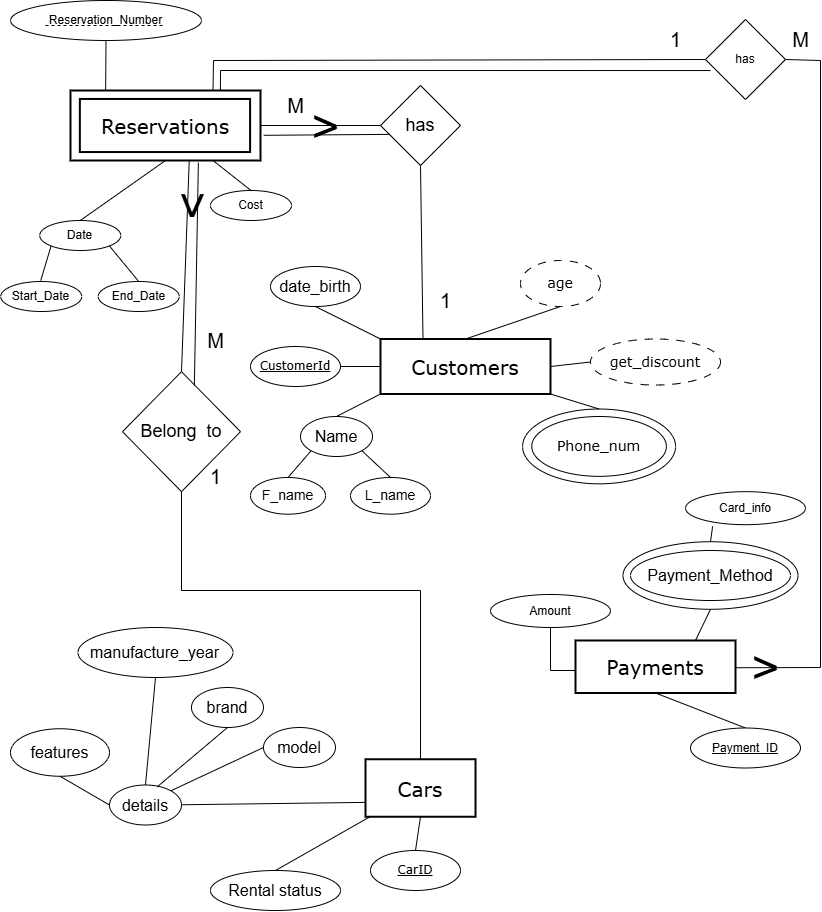 Reservation_Number
1
M
has
M
>
has
Reservations
>
Cost
Date
Start_Date
End_Date
date_birth
age
1
M
CustomerId
Customers
get_discount
Belong to
Name
Phone_num
1
F_name
L_name
Card_info
Payment_Method
Amount
Payments
>
manufacture_year
brand
model
features
Payment_ID
details
Cars
CarID
Rental status